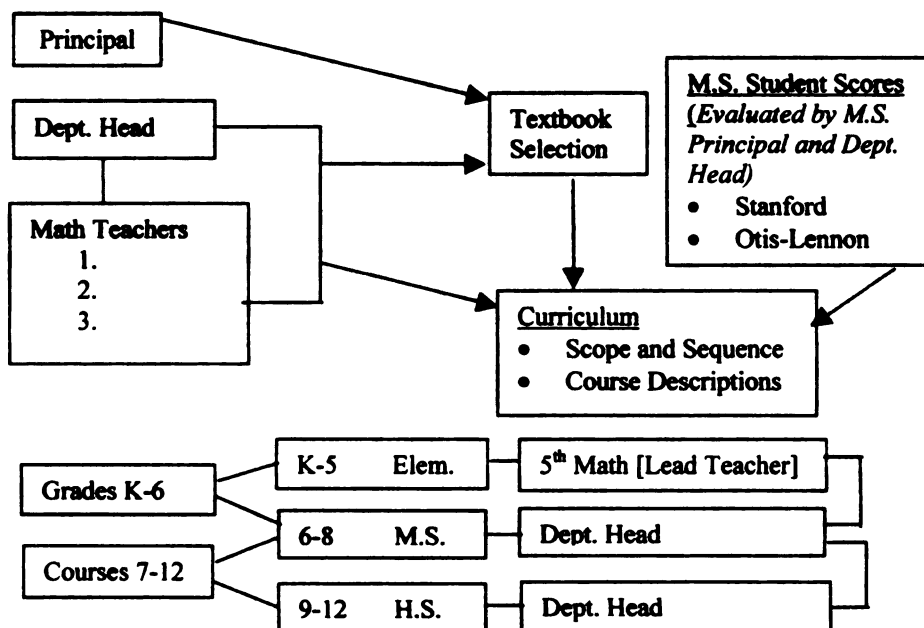 Principal
Dept. Head
Math Teachers
1.
2.
3.
Textbook
Selection
M.S. Student Scores
(Evaluated by M.S.
Principal and Dept.
Head)
• Stanford
• Otis-Lennon
Curriculum
• Scope and Sequence
• Course Descriptions
Grades K-6
Courses 7-12
K-5 Elem.
6-8 M.S.
9-12 H.S.
5th Math [Lead Teacher]
Dept. Head
Dept. Head